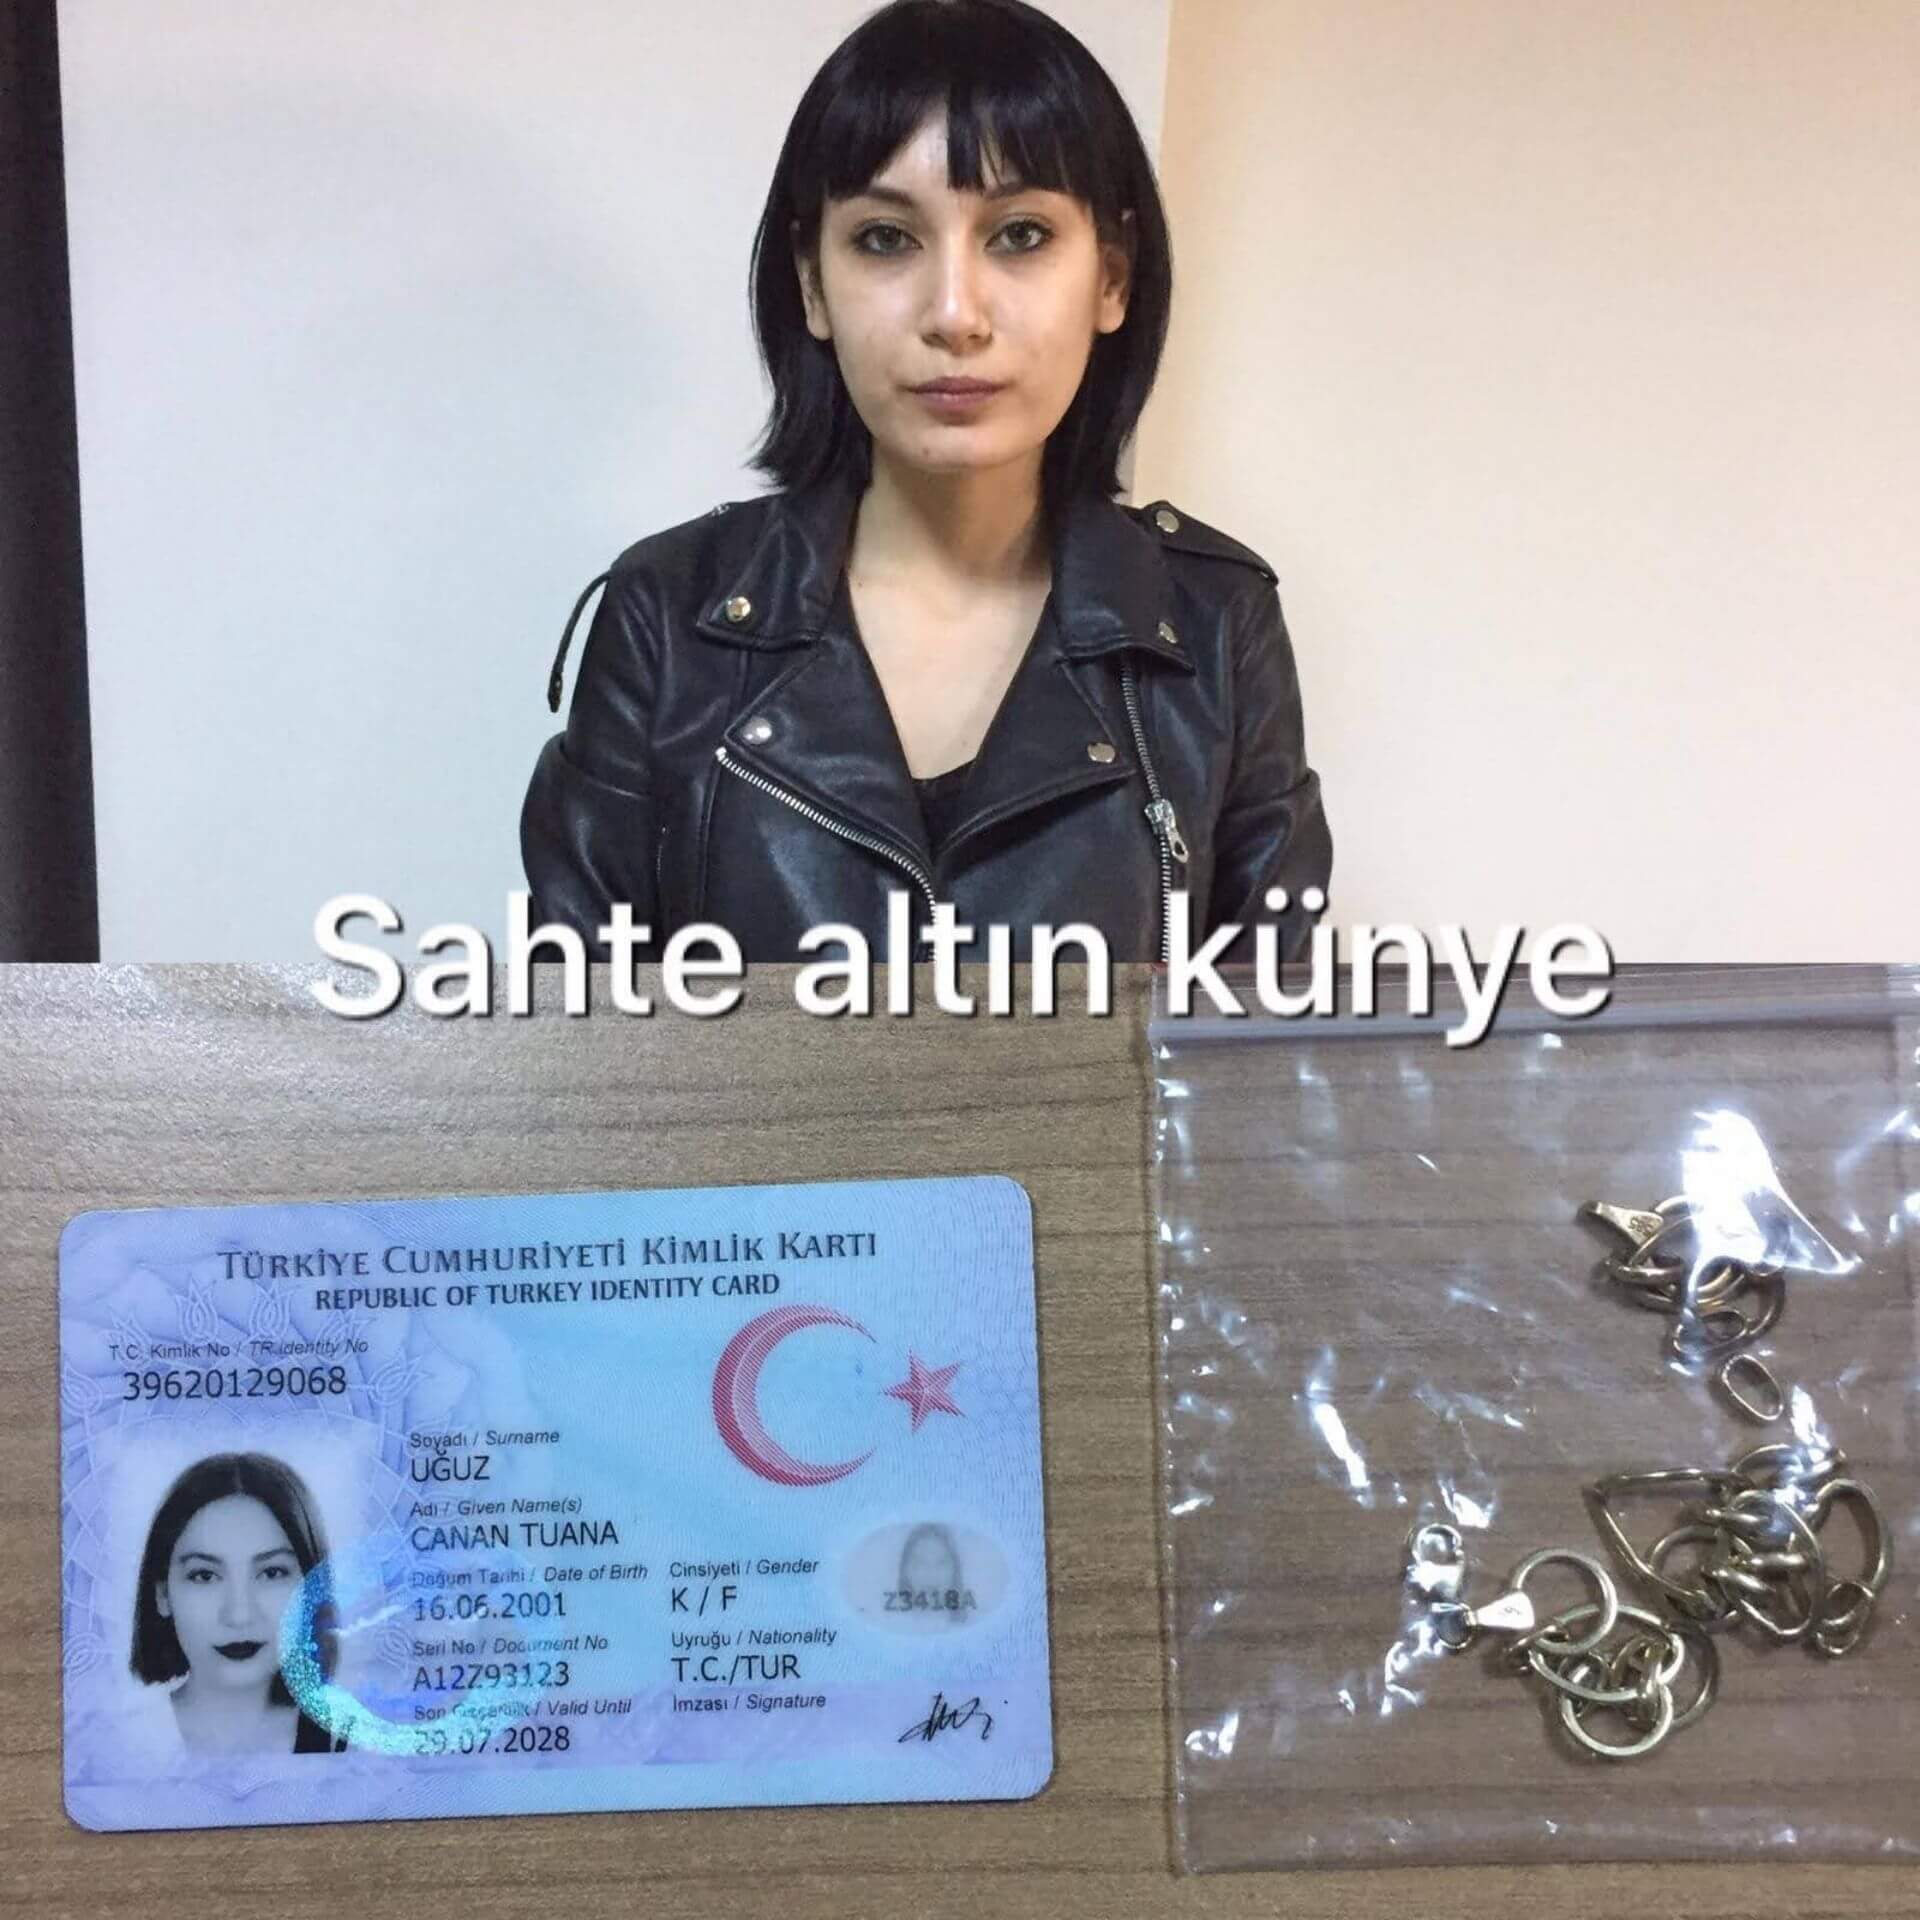 Sahte altın künye
TÜRKİYE CUMHURİYETİ KİMLİK KARTI
REPUBLIC OF TURKEY IDENTITY CARD
T.C. Kimlik No / TR Identity No
39620129068
Soyadı / Surname
UĞUZ
Adı / Given Name(s)
CANAN TUANA
Doğum Tarihi / Date of Birth
16.06.2001
Cinsiyeti / Gender
K / F
Seri No / Document No
A12Z93123
Uyruğu / Nationality
T.C./TUR
Son Geçerlilik / Valid Until
29.07.2028
İmzası / Signature
Z3418A